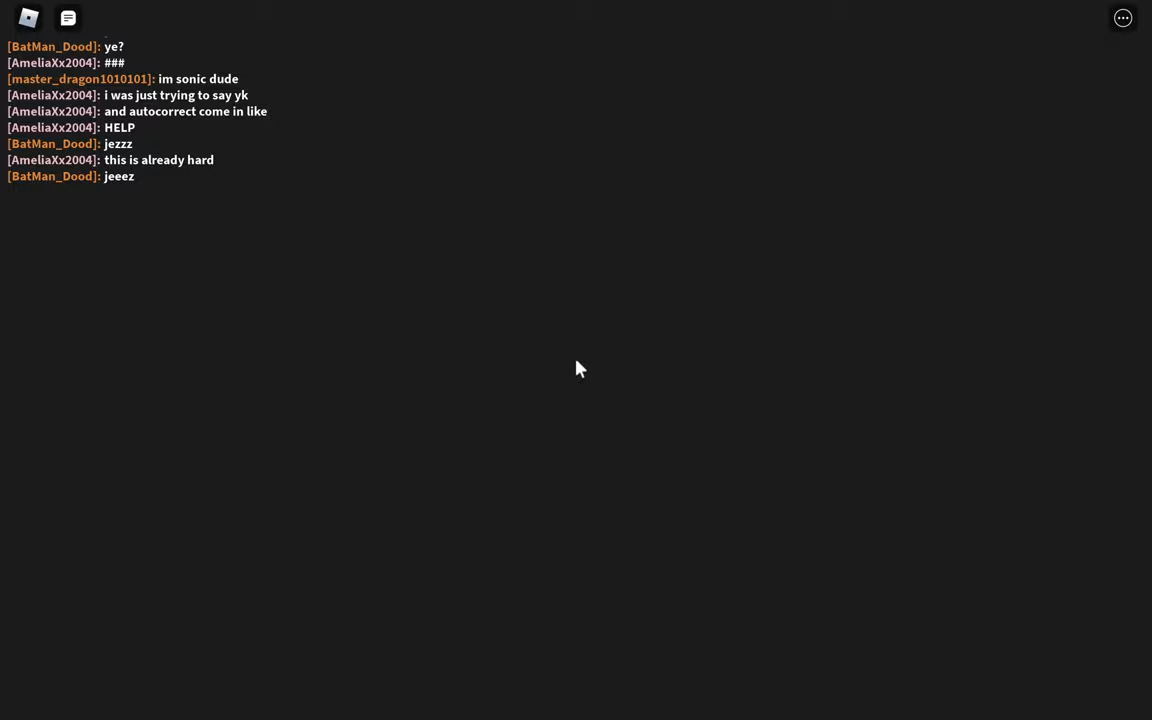 [BatMan_Dood]: ye?
[AmeliaXx2004]: ###
[master_dragon1010101]: im sonic dude
[AmeliaXx2004]: i was just trying to say yk
[AmeliaXx2004]: and autocorrect come in like
[AmeliaXx2004]: HELP
[BatMan_Dood]: jezzz
[AmeliaXx2004]: this is already hard
[BatMan_Dood]: jeeez